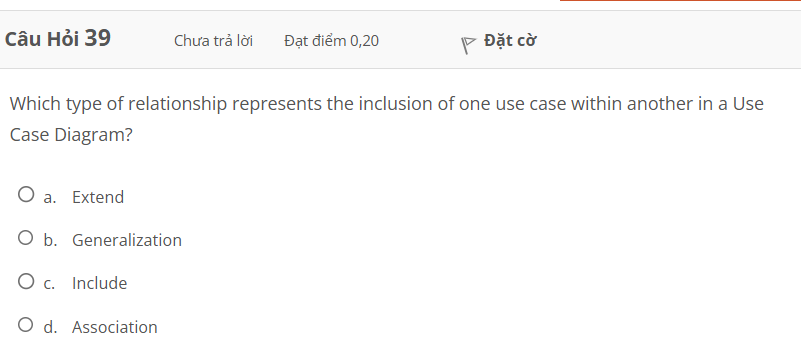 Câu Hỏi 39 Chưa trả lời Đạt điểm 0,20 Đặt cờ
Which type of relationship represents the inclusion of one use case within another in a Use
Case Diagram?
a. Extend
b. Generalization
c. Include
d. Association